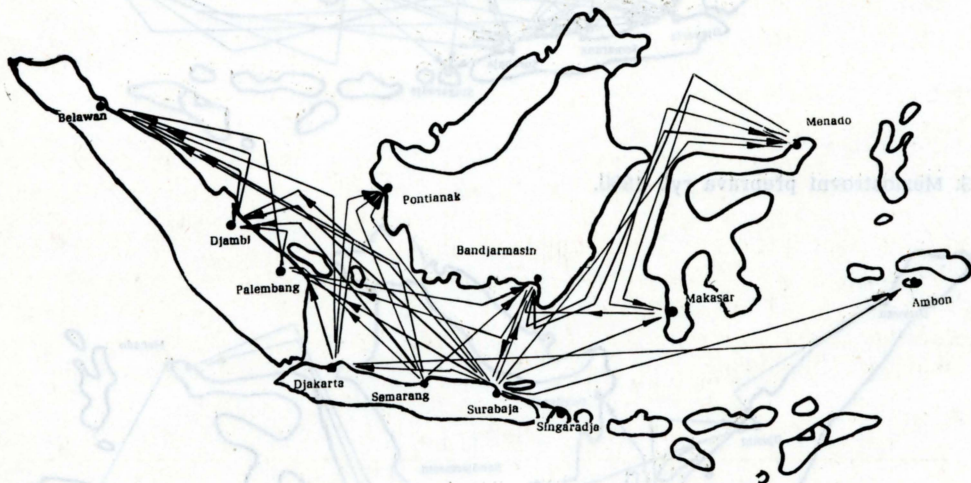 Belawan
Menado
Pontianak
Djambi
Bandjarmasin
Palembang
Makasar
Ambon
Djakarta
Semarang
Surabaja
Singaradja